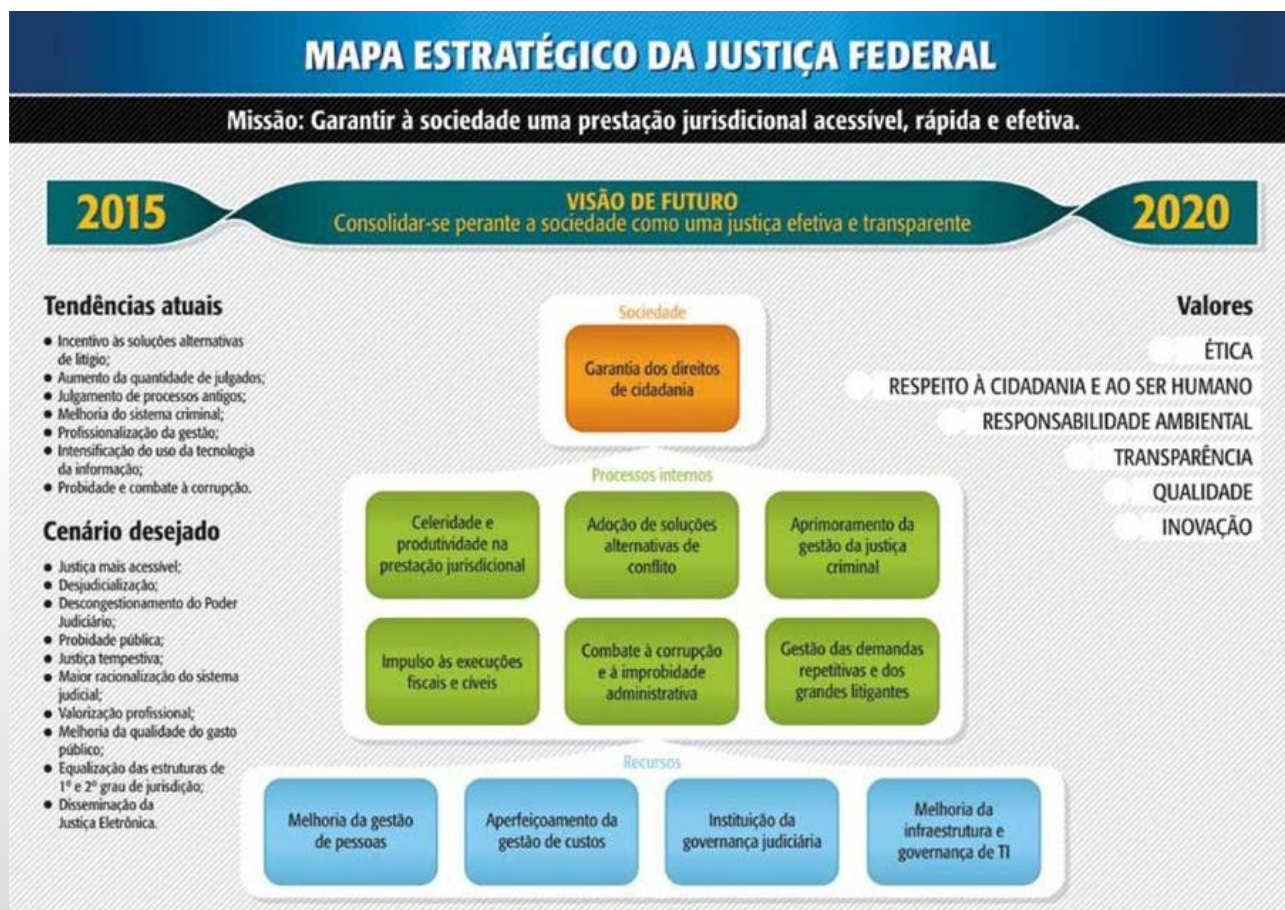 MAPA ESTRATÉGICO DA JUSTIÇA FEDERAL
Missão: Garantir à sociedade uma prestação jurisdicional acessível, rápida e efetiva.
2015
VISÃO DE FUTURO
Consolidar-se perante a sociedade como uma justiça efetiva e transparente
2020
Tendências atuais
Incentivo às soluções alternativas
de litígio;
Aumento da quantidade de julgados;
Julgamento de processos antigos;
Melhoria do sistema criminal;
Profissionalização da gestão;
Intensificação do uso da tecnologia
da informação;
Probidade e combate à corrupção.
Cenário desejado
Justiça mais acessível;
Desjudicialização;
Descongestionamento do Poder
Judiciário;
Probidade pública;
Justiça tempestiva;
Maior racionalização do sistema
judicial;
Valorização profissional;
Melhoria da qualidade do gasto
público;
Equalização das estruturas de
1º e 2º grau de jurisdição;
Disseminação da
Justiça Eletrônica.
Sociedade
Garantia dos direitos
de cidadania
Processos internos
Celeridade e
produtividade na
prestação jurisdicional
Adoção de soluções
alternativas de
conflito
Aprimoramento da
gestão da justiça
criminal
Impulso às execuções
fiscais e cíveis
Combate à corrupção
e à improbidade
administrativa
Gestão das demandas
repetitivas e dos
grandes litigantes
Recursos
Melhoria da gestão
de pessoas
Aperfeiçoamento da
gestão de custos
Instituição da
governança judiciária
Melhoria da
infraestrutura e
governança de TI
Valores
ÉTICA
RESPEITO À CIDADANIA E AO SER HUMANO
RESPONSABILIDADE AMBIENTAL
TRANSPARÊNCIA
QUALIDADE
INOVAÇÃO